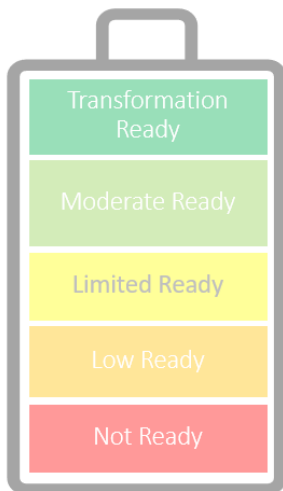 Transformation
Ready
Moderate Ready
Limited Ready
Low Ready
Not Ready